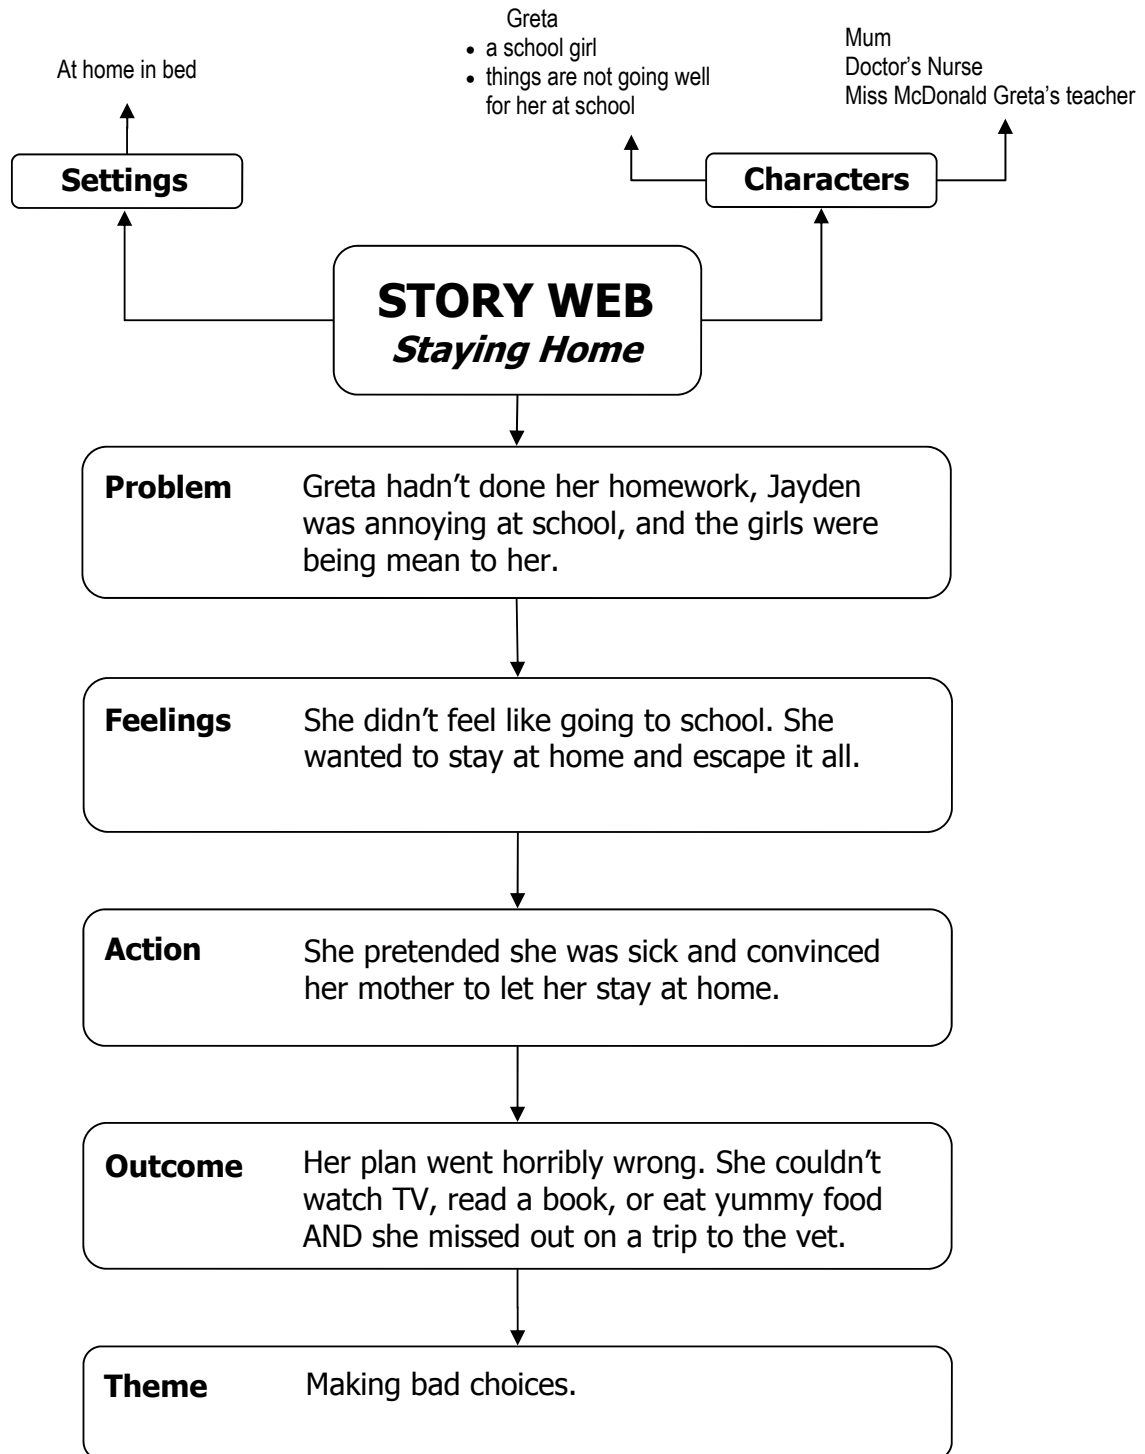 At home in bed
Settings
Greta
• a school girl
• things are not going well
for her at school
Mum
Doctor’s Nurse
Miss McDonald Greta’s teacher
Characters
STORY WEB
Staying Home
Problem
Greta hadn’t done her homework, Jayden
was annoying at school, and the girls were
being mean to her.
Feelings
She didn’t feel like going to school. She
wanted to stay at home and escape it all.
Action
She pretended she was sick and convinced
her mother to let her stay at home.
Outcome
Her plan went horribly wrong. She couldn’t
watch TV, read a book, or eat yummy food
AND she missed out on a trip to the vet.
Theme
Making bad choices.